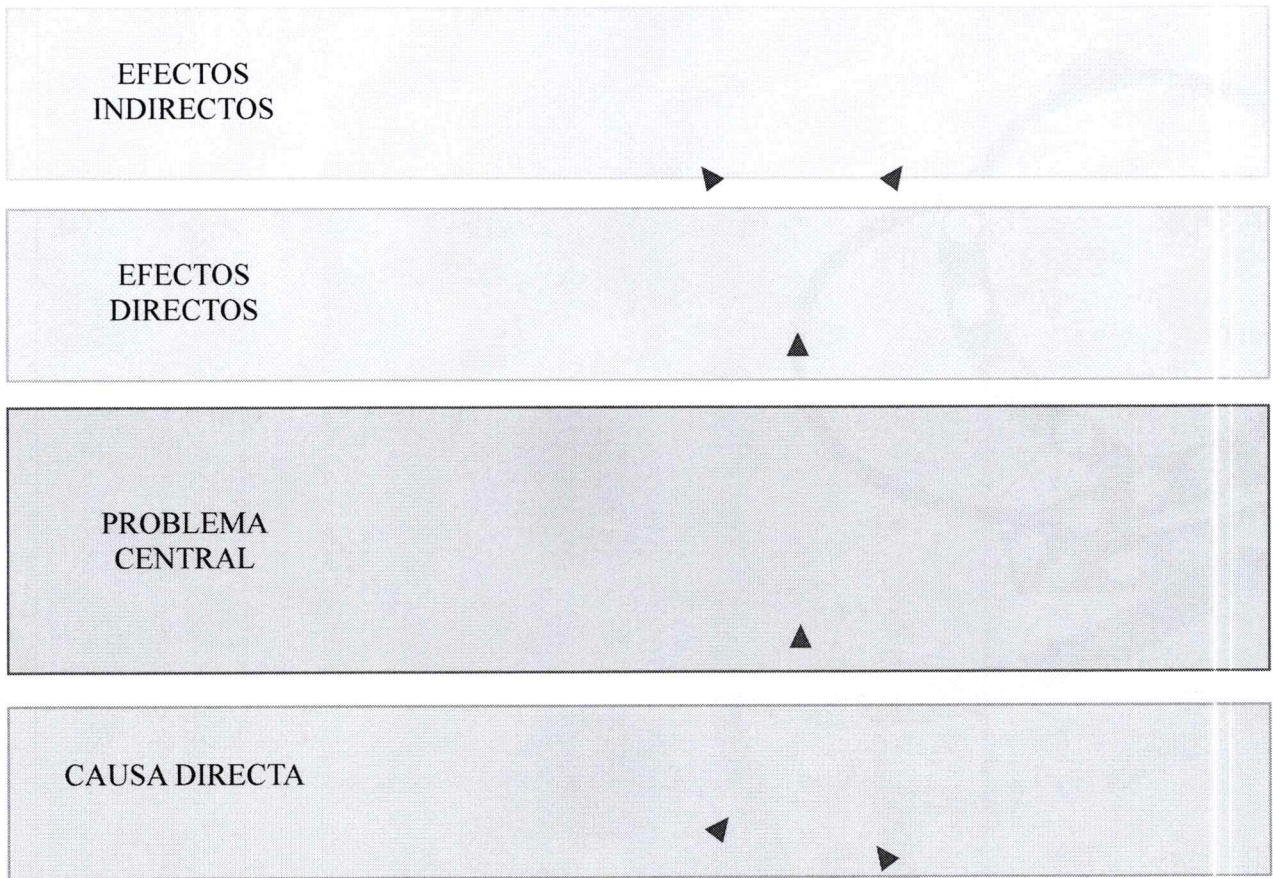 EFECTOS
INDIRECTOS
EFECTOS
DIRECTOS
PROBLEMA
CENTRAL
CAUSA DIRECTA